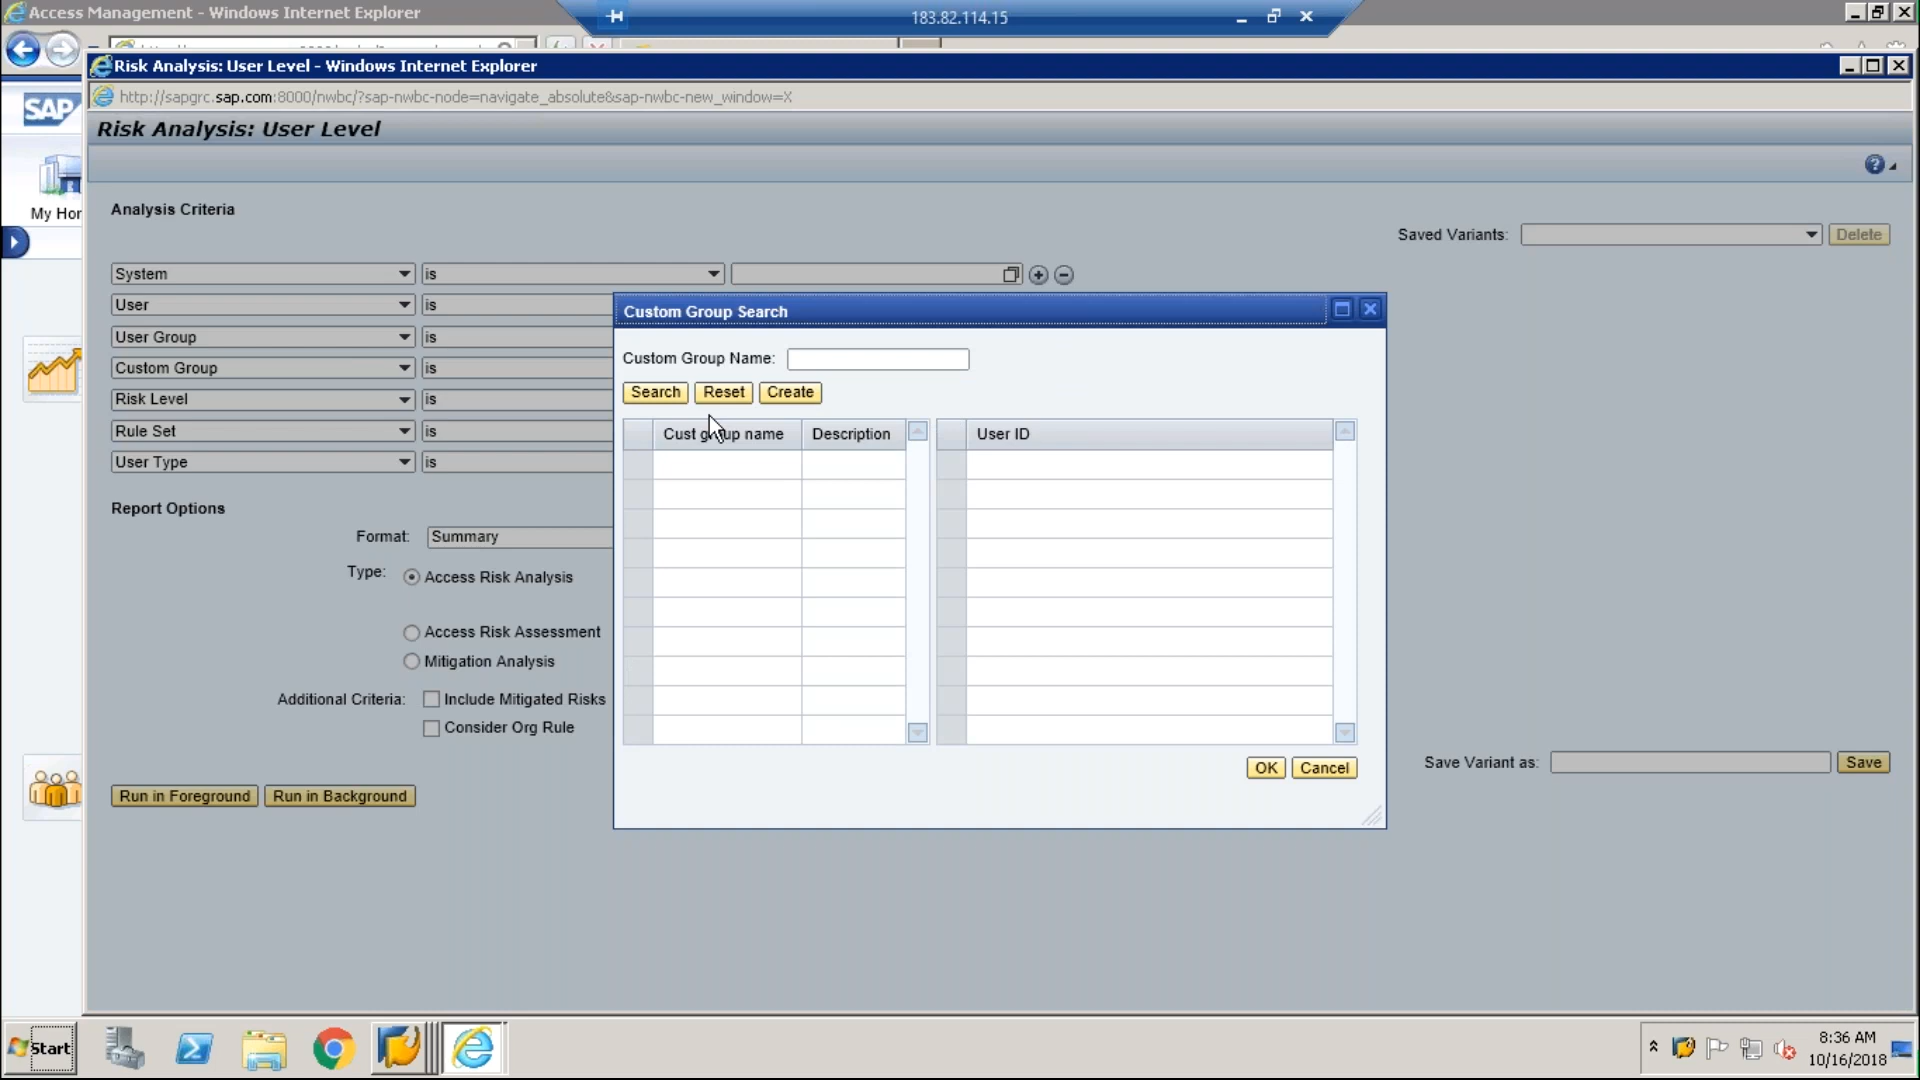 Access Management - Windows Internet Explorer
183.82.114.15
Risk Analysis: User Level - Windows Internet Explorer
http://sapgrc.sap.com:8000/nwbc/?sap-nwbc-node=navigate_absolute&sap-nwbc-new_window=X
SAP
Risk Analysis: User Level
My Hor
Analysis Criteria
Saved Variants:
Delete
System is
User is
User Group is
Custom Group is
Risk Level is
Rule Set is
User Type is
Custom Group Search
Custom Group Name:
Search Reset Create
Cust group name Description User ID
OK Cancel
Report Options
Format: Summary
Type: Access Risk Analysis
Access Risk Assessment
Mitigation Analysis
Additional Criteria: Include Mitigated Risks
Consider Org Rule
Save Variant as: Save
Run in Foreground Run in Background
Start
8:36 AM
10/16/2018